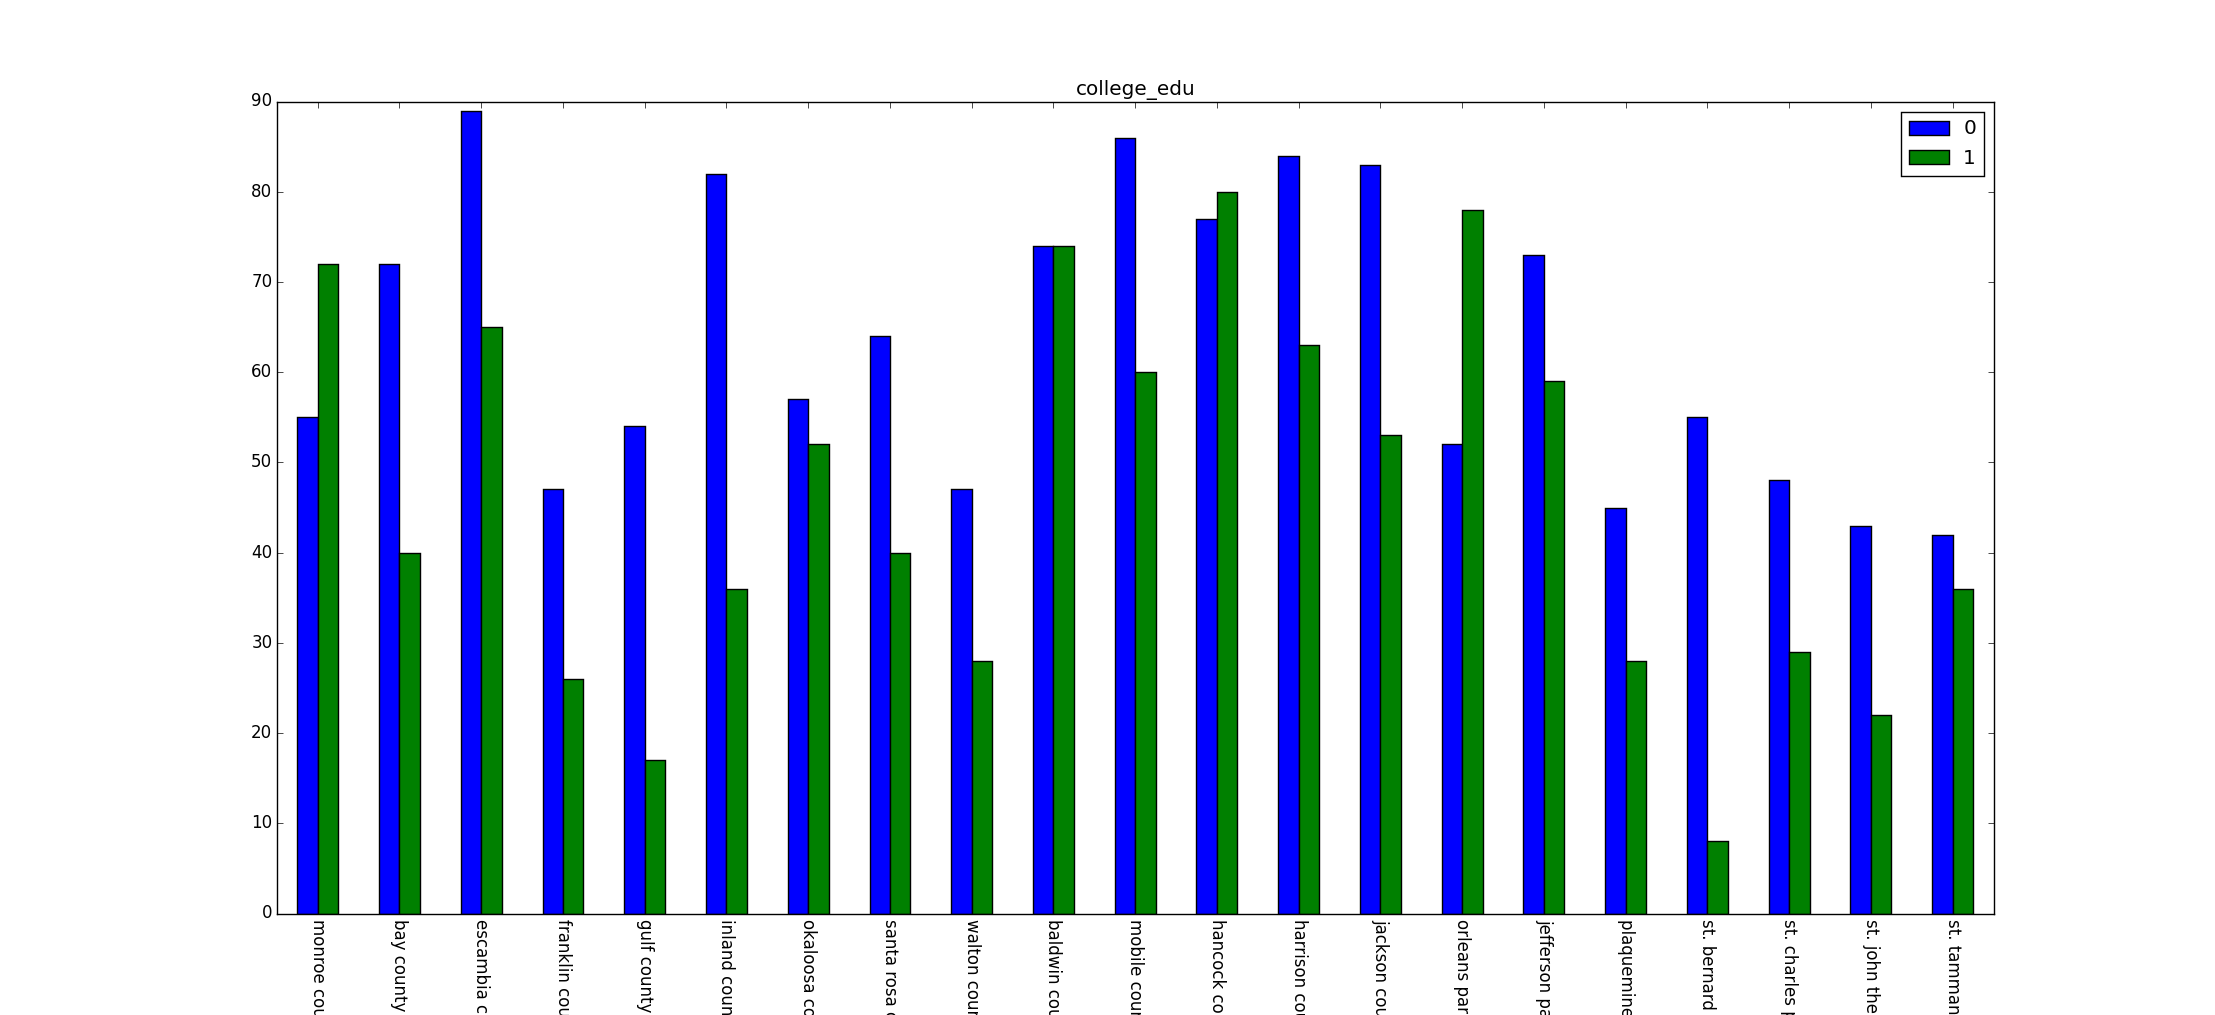 college_edu
90
80
70
60
50
40
30
20
10
0
0
1
monroe cou
bay county
escambia c
franklin cou
gulf county
inland coun
okaloosa co
santa rosa c
walton coun
baldwin cou
mobile coun
hancock co
harrison cou
jackson cou
orleans par
jefferson pa
plaquemine
st. bernard
st. charles p
st. john the
st. tamman